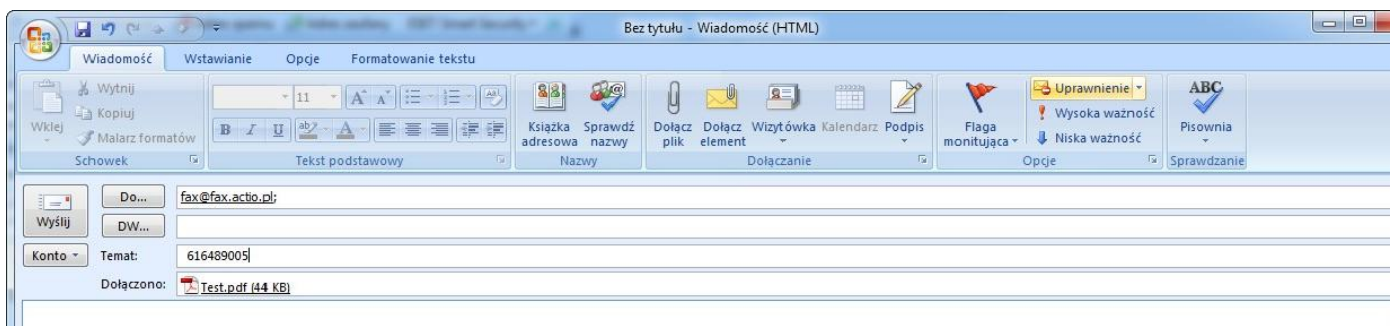 Bez tytułu - Wiadomość (HTML)
Wiadomość Wstawianie Opcje Formatowanie tekstu
Wklej
Wytnij
Kopiuj
Malarz formatów
Schowek
11
B I U
Tekst podstawowy
Książka adresowa
Sprawdź nazwy
Nazwy
Dołącz plik
Dołącz element
Wizytówka
Kalendarz
Podpis
Dołączanie
Flaga monitująca
Uprawnienie
Wysoka ważność
Niska ważność
Opcje
ABC
Pisownia
Sprawdzanie
Wyślij
Do... fax@fax.actio.pl;
DW...
Konto
Temat: 616489005
Dołączono: Test.pdf (44 KB)